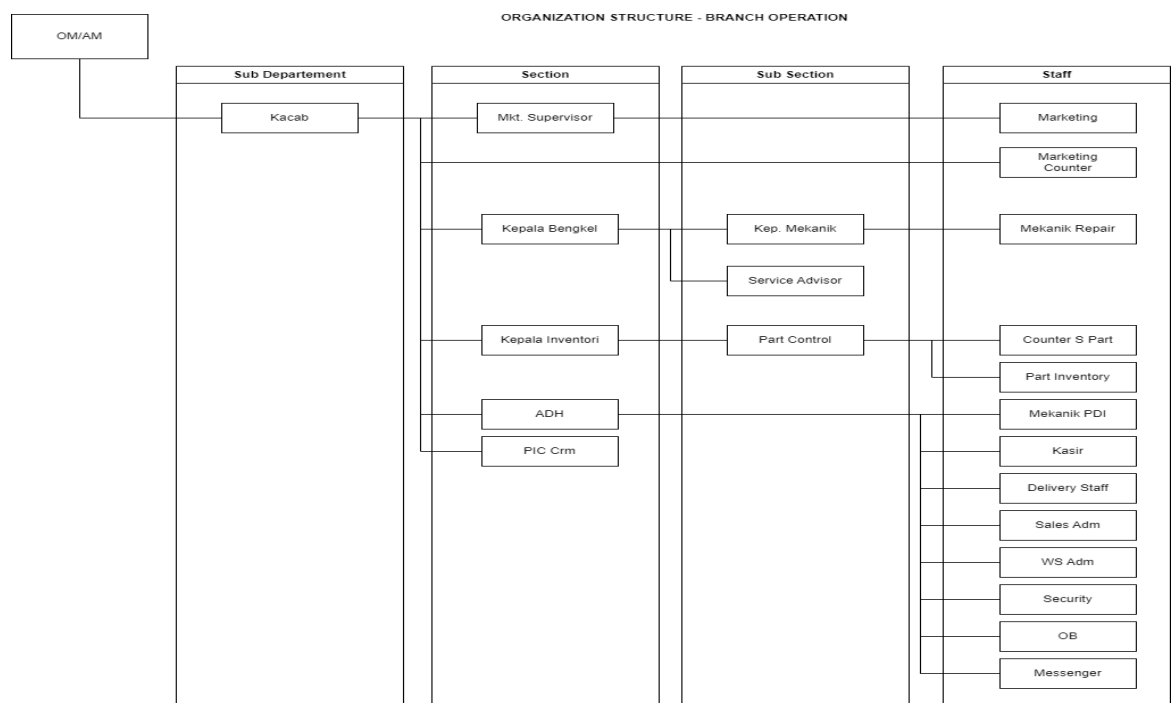 ORGANIZATION STRUCTURE - BRANCH OPERATION
OM/AM
Sub Departement
Section
Sub Section
Staff
Kacab
Mkt. Supervisor
Marketing
Marketing
Counter
Kepala Bengkel
Kep. Mekanik
Mekanik Repair
Service Advisor
Kepala Inventori
Part Control
Counter S Part
Part Inventory
ADH
Mekanik PDI
PIC Crm
Kasir
Delivery Staff
Sales Adm
WS Adm
Security
OB
Messenger